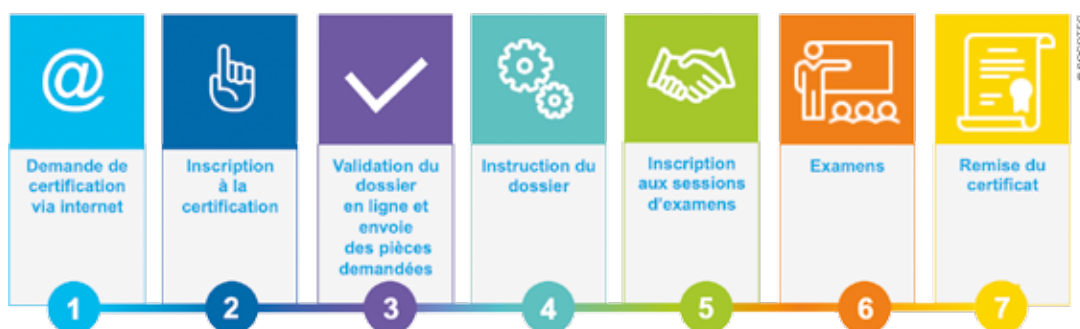 @
Demande de
certification
via internet
1
Inscription
à la
certification
2
Validation du
dossier
en ligne et
envoie
des pièces
demandées
3
Instruction du
dossier
4
Inscription
aux sessions
d'examens
5
Examens
6
Remise du
certificat
7